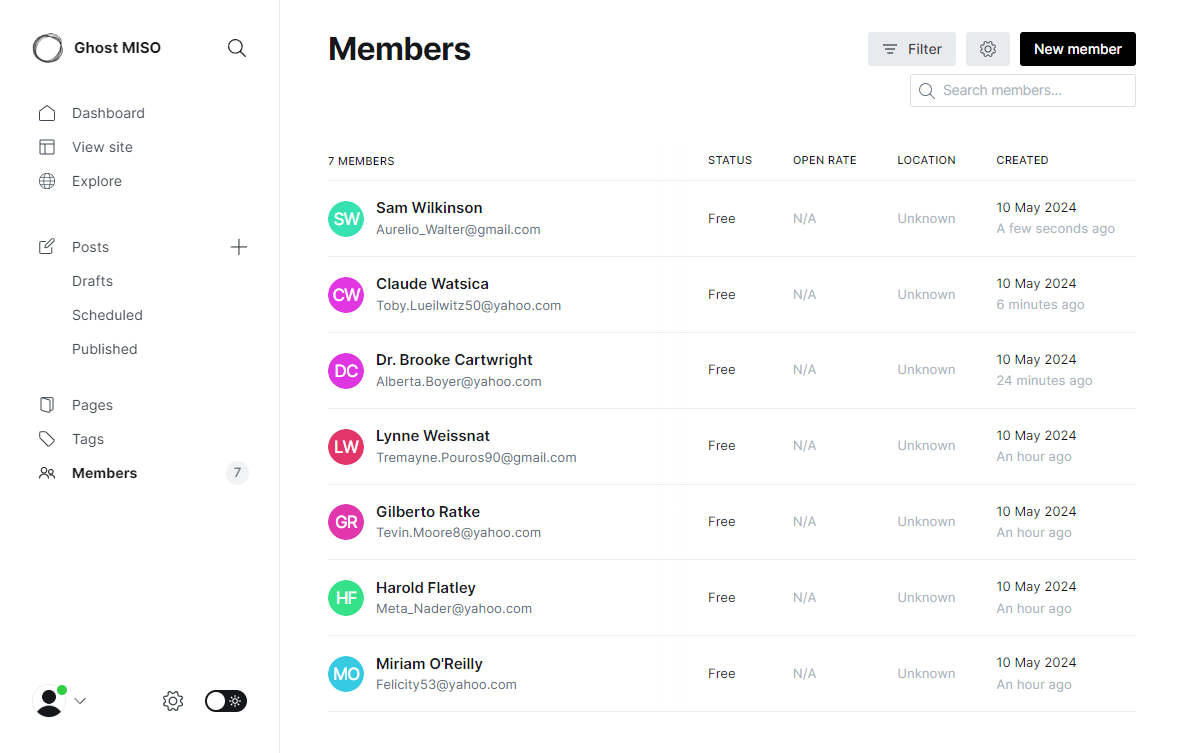 Ghost MISO
Dashboard
View site
Explore
Posts
Drafts
Scheduled
Published
Pages
Tags
Members 7
Members
Filter
New member
Search members...
7 MEMBERS STATUS OPEN RATE LOCATION CREATED
SW Sam Wilkinson Free N/A Unknown 10 May 2024
Aurelio_Walter@gmail.com A few seconds ago
CW Claude Watsica Free N/A Unknown 10 May 2024
Toby.Lueilwitz50@yahoo.com 6 minutes ago
DC Dr. Brooke Cartwright Free N/A Unknown 10 May 2024
Alberta.Boyer@yahoo.com 24 minutes ago
LW Lynne Weissnat Free N/A Unknown 10 May 2024
Tremayne.Pouros90@gmail.com An hour ago
GR Gilberto Ratke Free N/A Unknown 10 May 2024
Tevin.Moore8@yahoo.com An hour ago
HF Harold Flatley Free N/A Unknown 10 May 2024
Meta_Nader@yahoo.com An hour ago
MO Miriam O'Reilly Free N/A Unknown 10 May 2024
Felicity53@yahoo.com An hour ago